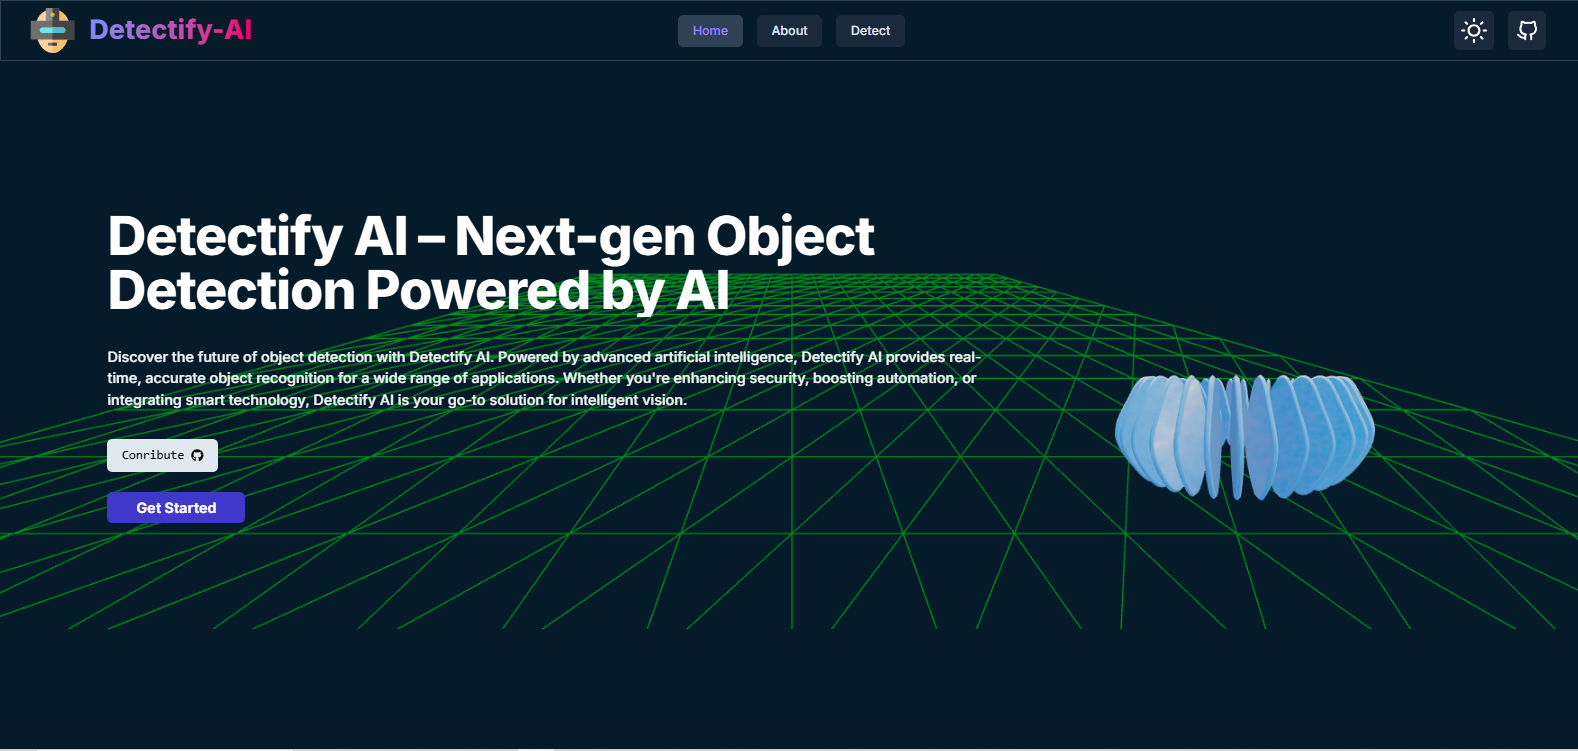 Detectify-AI
Home
About
Detect
Detectify AI – Next-gen Object
Detection Powered by AI
Discover the future of object detection with Detectify AI. Powered by advanced artificial intelligence, Detectify AI provides real-
time, accurate object recognition for a wide range of applications. Whether you're enhancing security, boosting automation, or
integrating smart technology, Detectify AI is your go-to solution for intelligent vision.
Conribute
Get Started